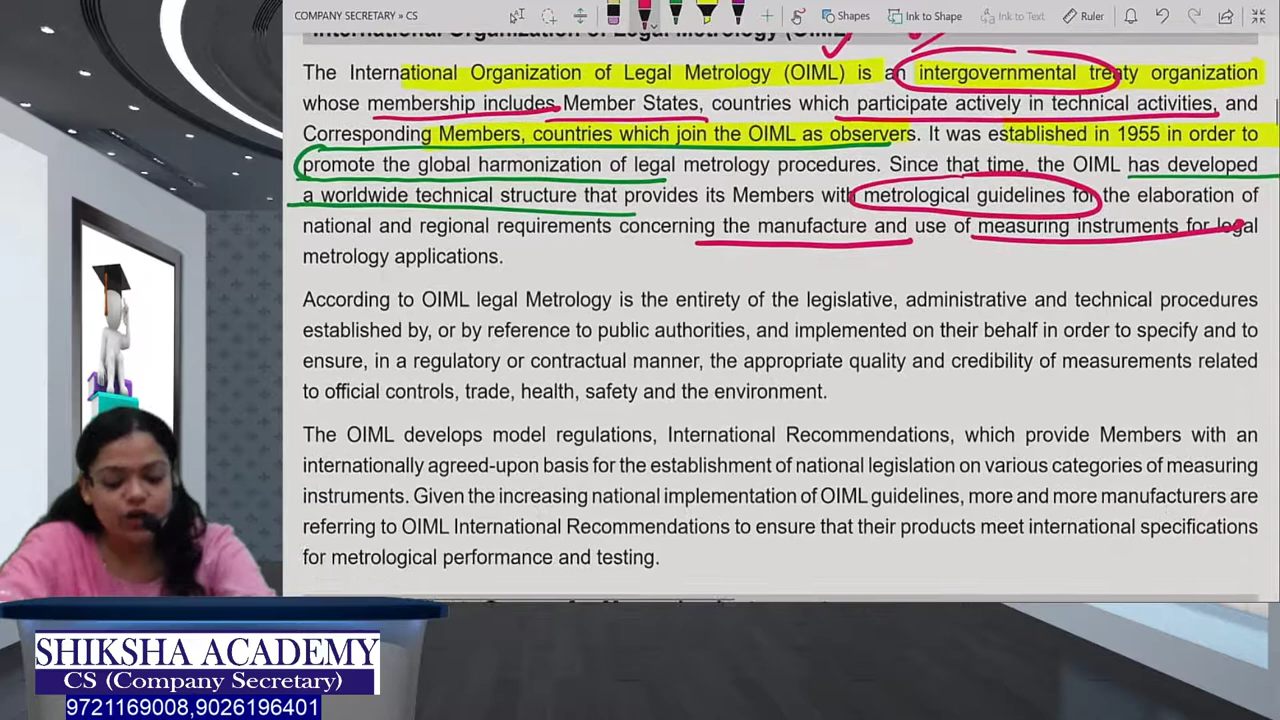 COMPANY SECRETARY » CS
Shapes
Ink to Shape
Ink to Text
Ruler
International Organization of Legal Metrology (OIML)
The International Organization of Legal Metrology (OIML) is an intergovernmental treaty organization
whose membership includes Member States, countries which participate actively in technical activities, and
Corresponding Members, countries which join the OIML as observers. It was established in 1955 in order to
promote the global harmonization of legal metrology procedures. Since that time, the OIML has developed
a worldwide technical structure that provides its Members with metrological guidelines for the elaboration of
national and regional requirements concerning the manufacture and use of measuring instruments for legal
metrology applications.
According to OIML legal Metrology is the entirety of the legislative, administrative and technical procedures
established by, or by reference to public authorities, and implemented on their behalf in order to specify and to
ensure, in a regulatory or contractual manner, the appropriate quality and credibility of measurements related
to official controls, trade, health, safety and the environment.
The OIML develops model regulations, International Recommendations, which provide Members with an
internationally agreed-upon basis for the establishment of national legislation on various categories of measuring
instruments. Given the increasing national implementation of OIML guidelines, more and more manufacturers are
referring to OIML International Recommendations to ensure that their products meet international specifications
for metrological performance and testing.
SHIKSHA ACADEMY
CS (Company Secretary)
9721169008,9026196401